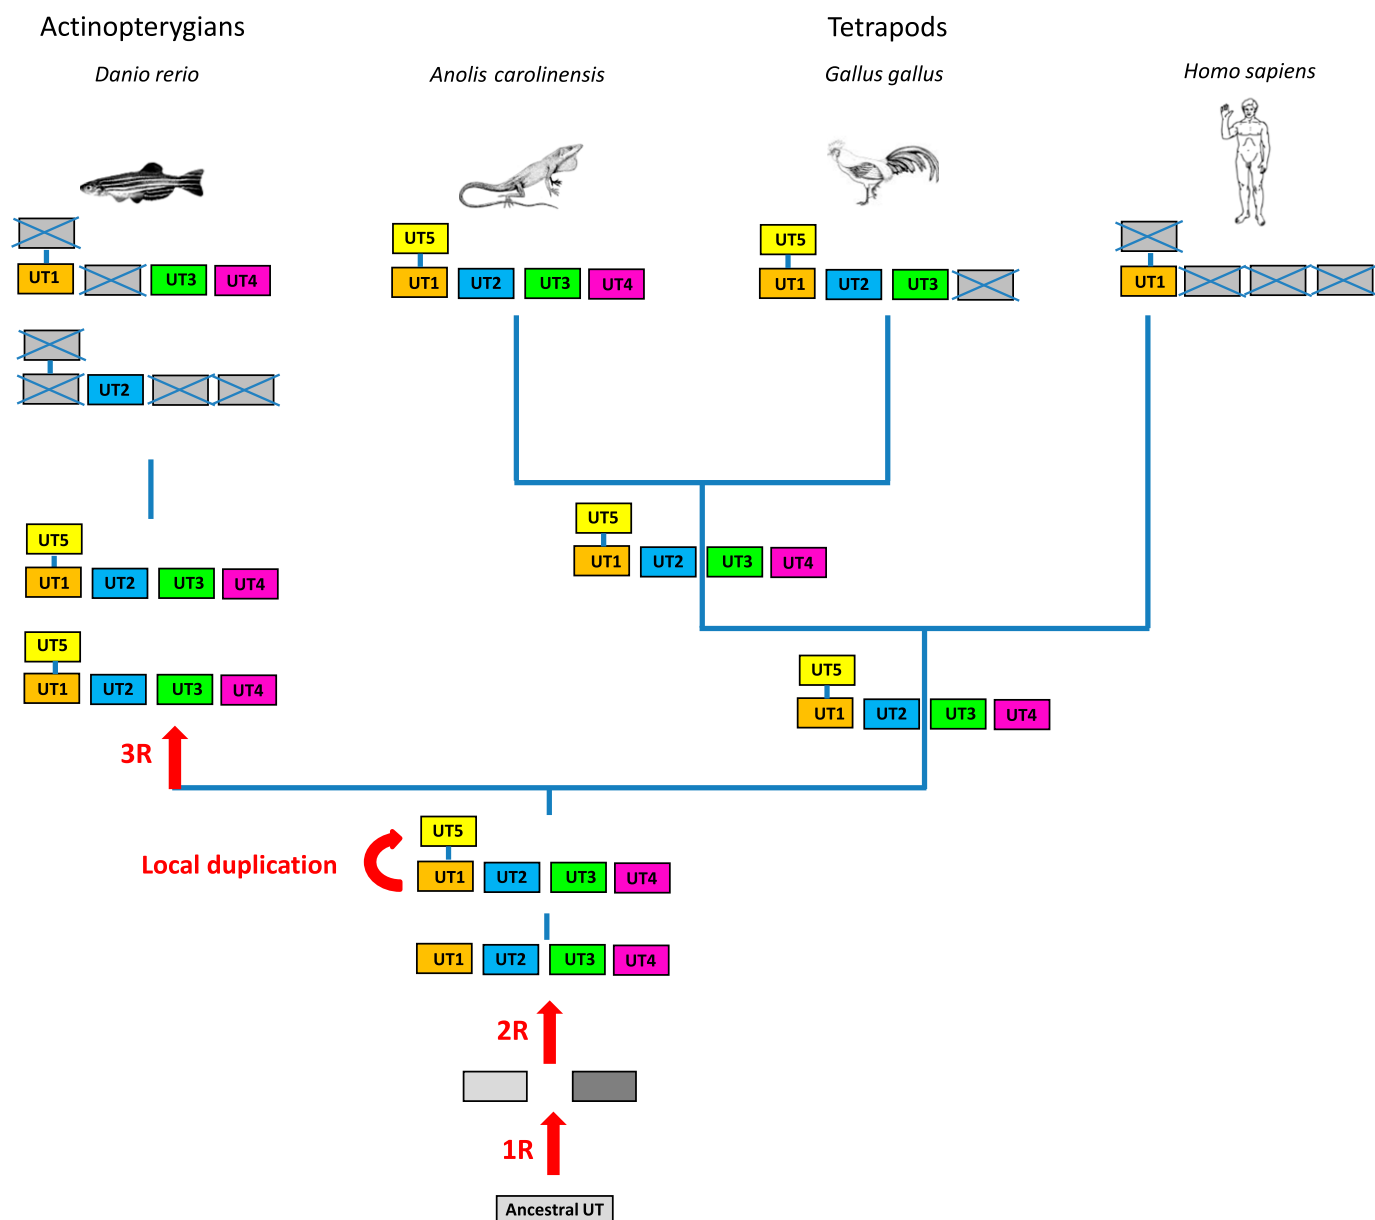 Actinopterygians
Tetrapods
Danio rerio
Anolis carolinensis
Gallus gallus
Homo sapiens
UT5
UT5
UT1
UT3
UT4
UT1
UT2
UT3
UT4
UT1
UT2
UT3
UT1
UT2
UT5
UT1
UT2
UT3
UT4
UT5
UT1
UT2
UT3
UT4
UT5
UT1
UT2
UT3
UT4
UT5
UT1
UT2
UT3
UT4
3R
Local duplication
UT5
UT1
UT2
UT3
UT4
UT1
UT2
UT3
UT4
2R
1R
Ancestral UT